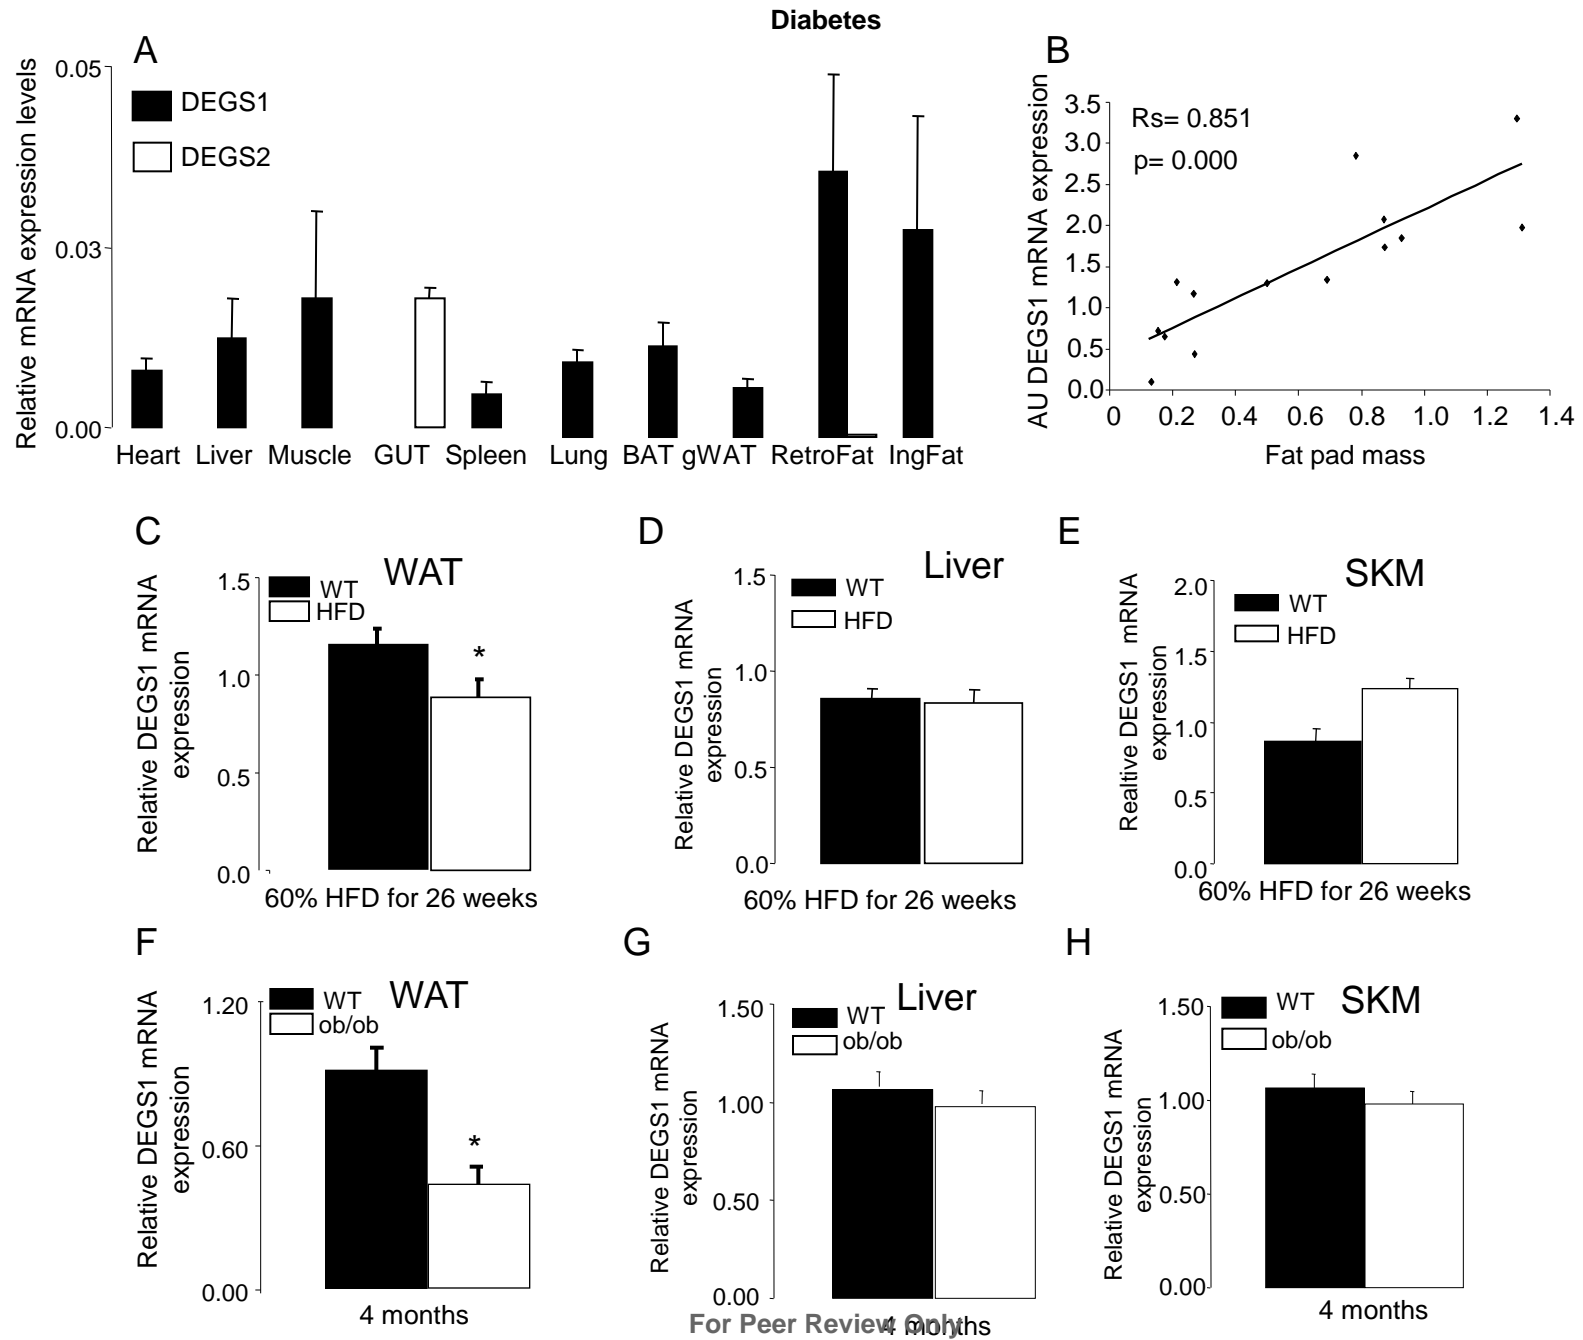 Diabetes
A
Relative mRNA expression levels
0.05
0.03
0.00
DEGS1
DEGS2
Heart Liver Muscle GUT Spleen Lung BAT gWAT RetroFat IngFat
B
AU DEGS1 mRNA expression
3.5
3.0
2.5
2.0
1.5
1.0
0.5
0.0
Rs= 0.851
p= 0.000
0 0.2 0.4 0.6 0.8 1.0 1.2 1.4
Fat pad mass
C
WAT
Relative DEGS1 mRNA
expression
1.5
1.0
0.5
0.0
WT
HFD
*
60% HFD for 26 weeks
D
Liver
Relative DEGS1 mRNA
expression
1.5
1.0
0.5
0.0
WT
HFD
60% HFD for 26 weeks
E
SKM
Realtive DEGS1 mRNA
expression
2.0
1.5
1.0
0.5
0.0
WT
HFD
60% HFD for 26 weeks
F
WAT
Relative DEGS1 mRNA
expression
1.20
0.60
0.00
WT
ob/ob
*
4 months
G
Liver
Relative DEGS1 mRNA
expression
1.50
1.00
0.50
0.00
WT
ob/ob
4 months
H
SKM
Relative DEGS1 mRNA
expression
1.50
1.00
0.50
0.00
WT
ob/ob
4 months
For Peer Review Only